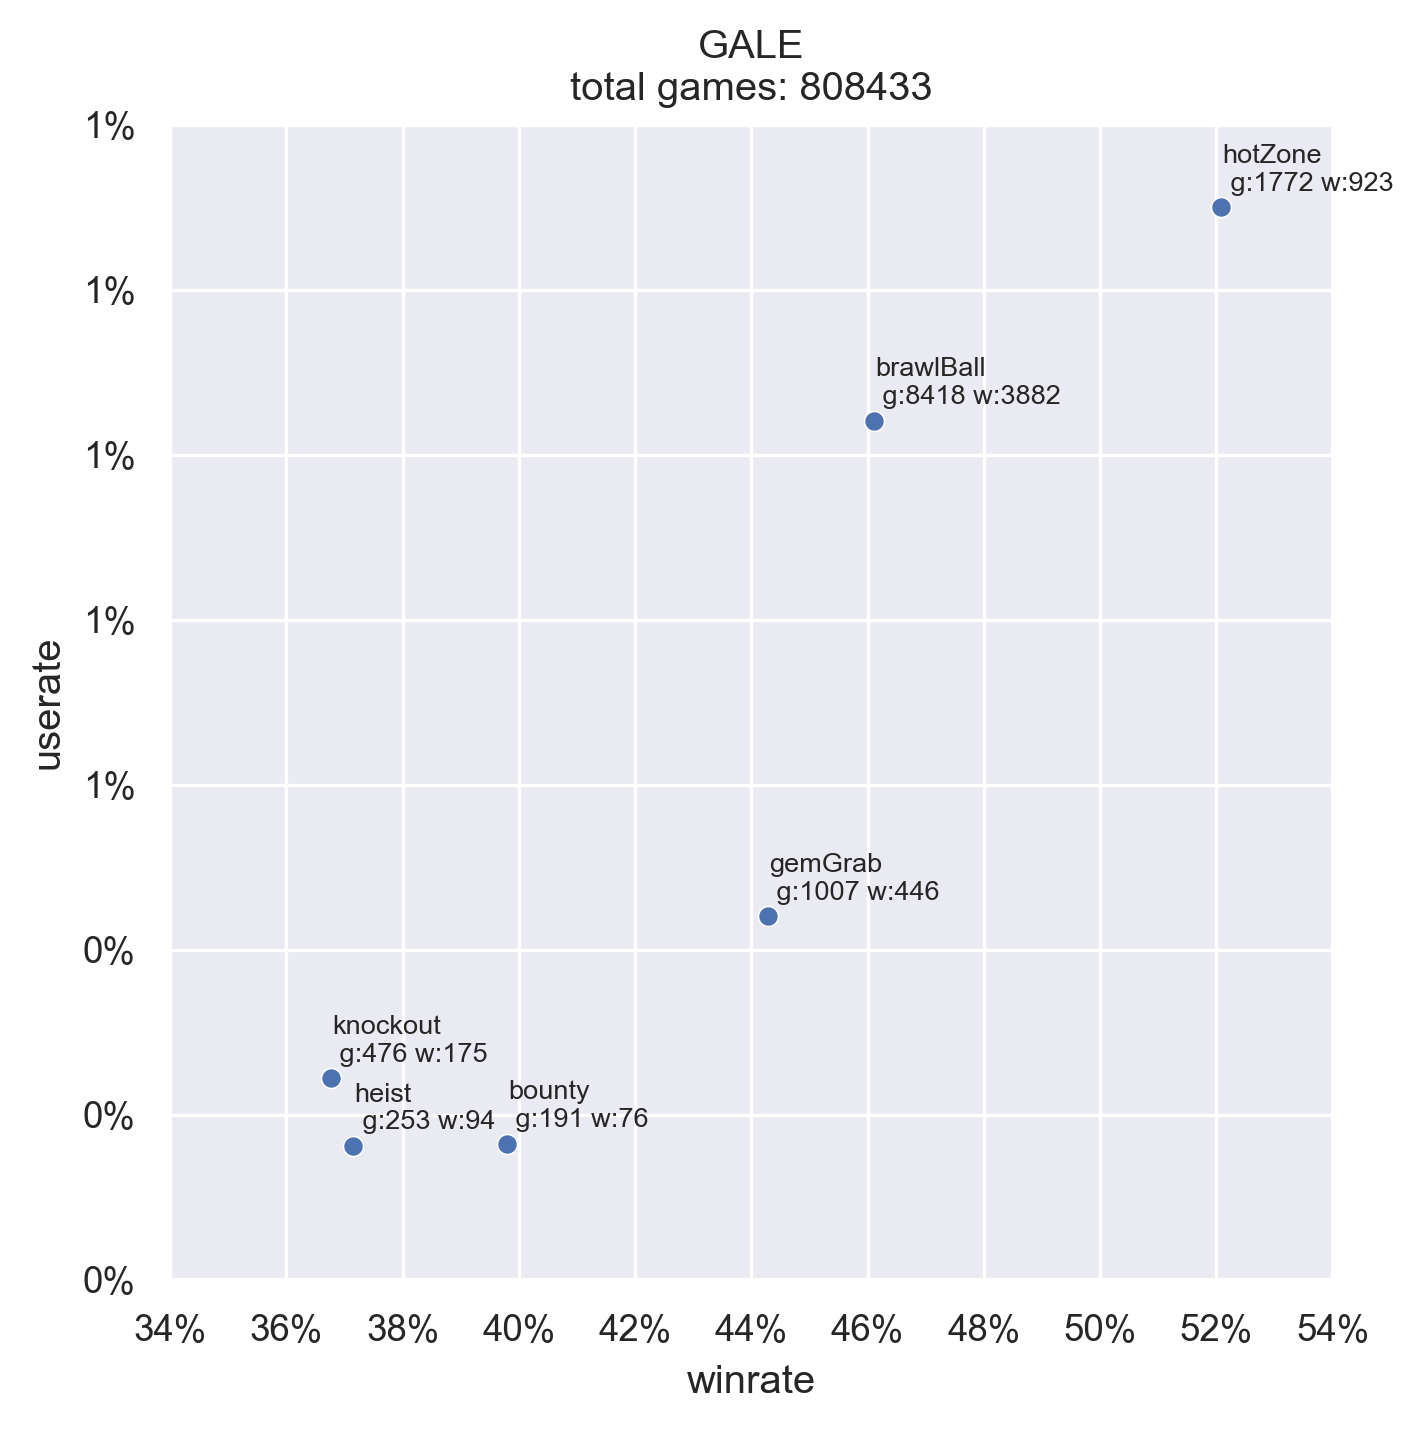 GALE
total games: 808433
1%
1%
1%
1%
1%
0%
0%
0%
userate
hotZone
g:1772 w:923
brawlBall
g:8418 w:3882
gemGrab
g:1007 w:446
knockout
g:476 w:175
heist
g:253 w:94
bounty
g:191 w:76
34% 36% 38% 40% 42% 44% 46% 48% 50% 52% 54%
winrate